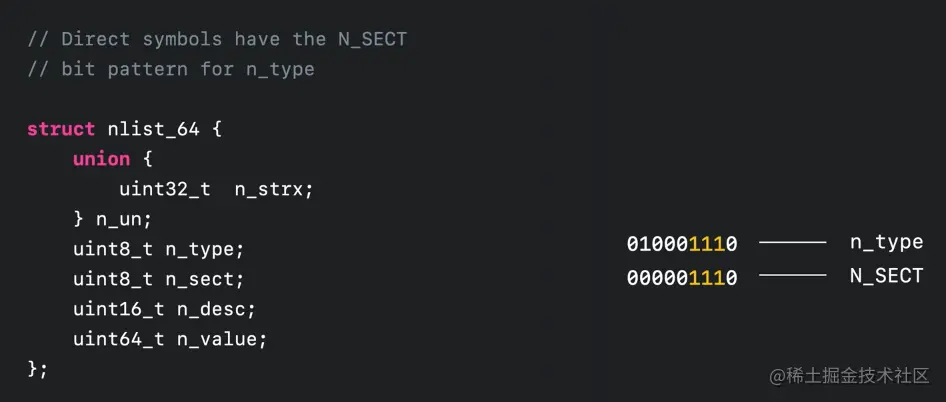 // Direct symbols have the N_SECT
// bit pattern for n_type
struct nlist_64 {
    union {
        uint32_t  n_strx;
    } n_un;
    uint8_t n_type;
    uint8_t n_sect;
    uint16_t n_desc;
    uint64_t n_value;
};
010001110 n_type
000001110 N_SECT
@稀土掘金技术社区